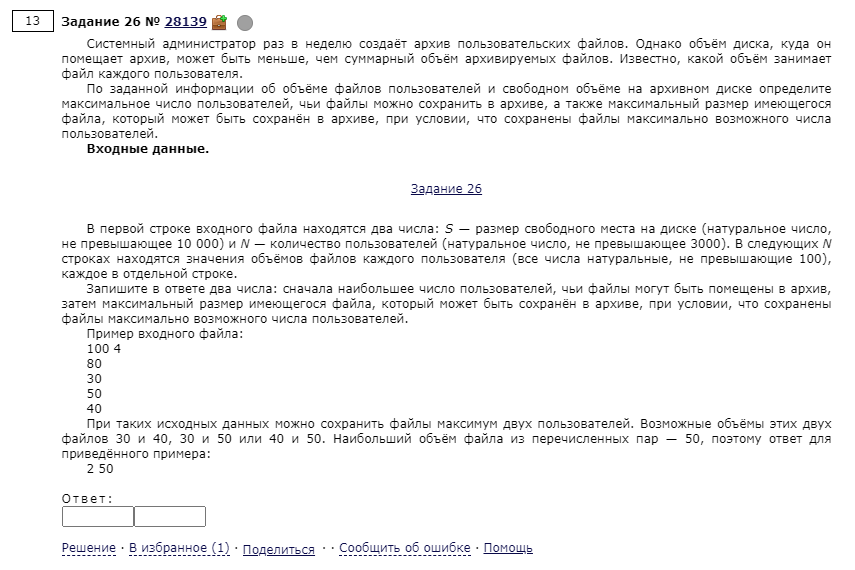 13
Задание 26 № 28139
Системный администратор раз в неделю создаёт архив пользовательских файлов. Однако объём диска, куда он
помещает архив, может быть меньше, чем суммарный объём архивируемых файлов. Известно, какой объём занимает
файл каждого пользователя.
По заданной информации об объёме файлов пользователей и свободном объёме на архивном диске определите
максимальное число пользователей, чьи файлы можно сохранить в архиве, а также максимальный размер имеющегося
файла, который может быть сохранён в архиве, при условии, что сохранены файлы максимально возможного числа
пользователей.
Входные данные.
Задание 26
В первой строке входного файла находятся два числа: S — размер свободного места на диске (натуральное число,
не превышающее 10 000) и N — количество пользователей (натуральное число, не превышающее 3000). В следующих N
строках находятся значения объёмов файлов каждого пользователя (все числа натуральные, не превышающие 100),
каждое в отдельной строке.
Запишите в ответе два числа: сначала наибольшее число пользователей, чьи файлы могут быть помещены в архив,
затем максимальный размер имеющегося файла, который может быть сохранён в архиве, при условии, что сохранены
файлы максимально возможного числа пользователей.
Пример входного файла:
100 4
80
30
50
40
При таких исходных данных можно сохранить файлы максимум двух пользователей. Возможные объёмы этих двух
файлов 30 и 40, 30 и 50 или 40 и 50. Наибольший объём файла из перечисленных пар — 50, поэтому ответ для
приведённого примера:
2 50
Ответ:
Решение · В избранное (1) · Поделиться · · Сообщить об ошибке · Помощь